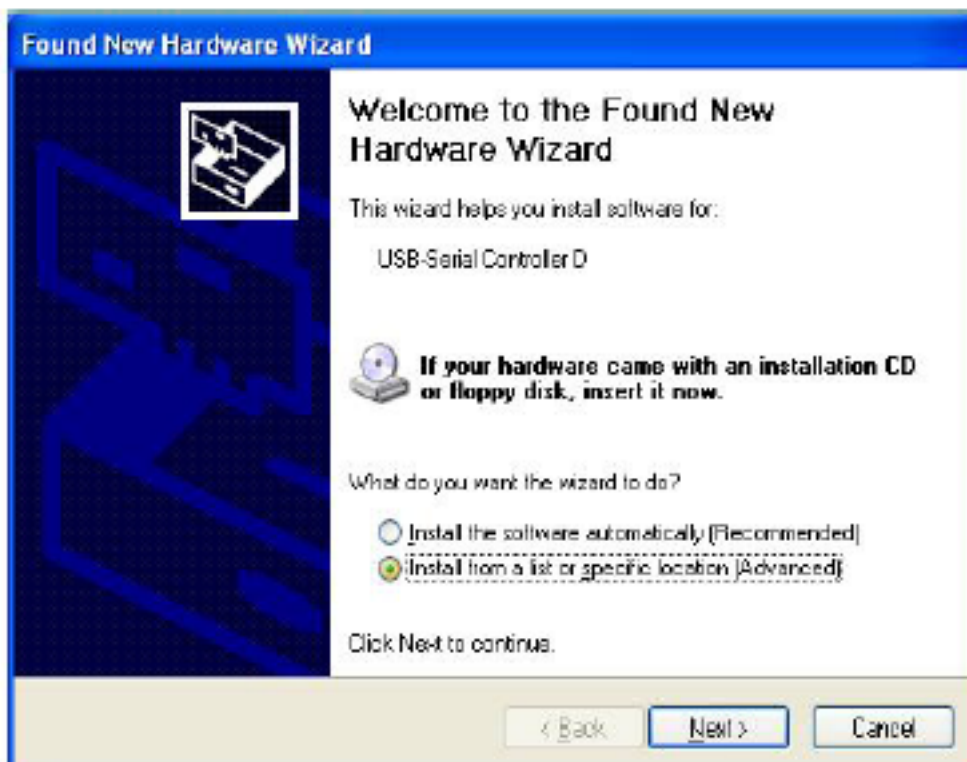 Found New Hardware Wizard
Welcome to the Found New
Hardware Wizard
This wizard helps you install software for:
USB-Serial Controller D
If your hardware came with an installation CD
or floppy disk, insert it now.
What do you want the wizard to do?
Install the software automatically (Recommended)
Install from a list or specific location (Advanced)
Click Next to continue.
< Back Next > Cancel